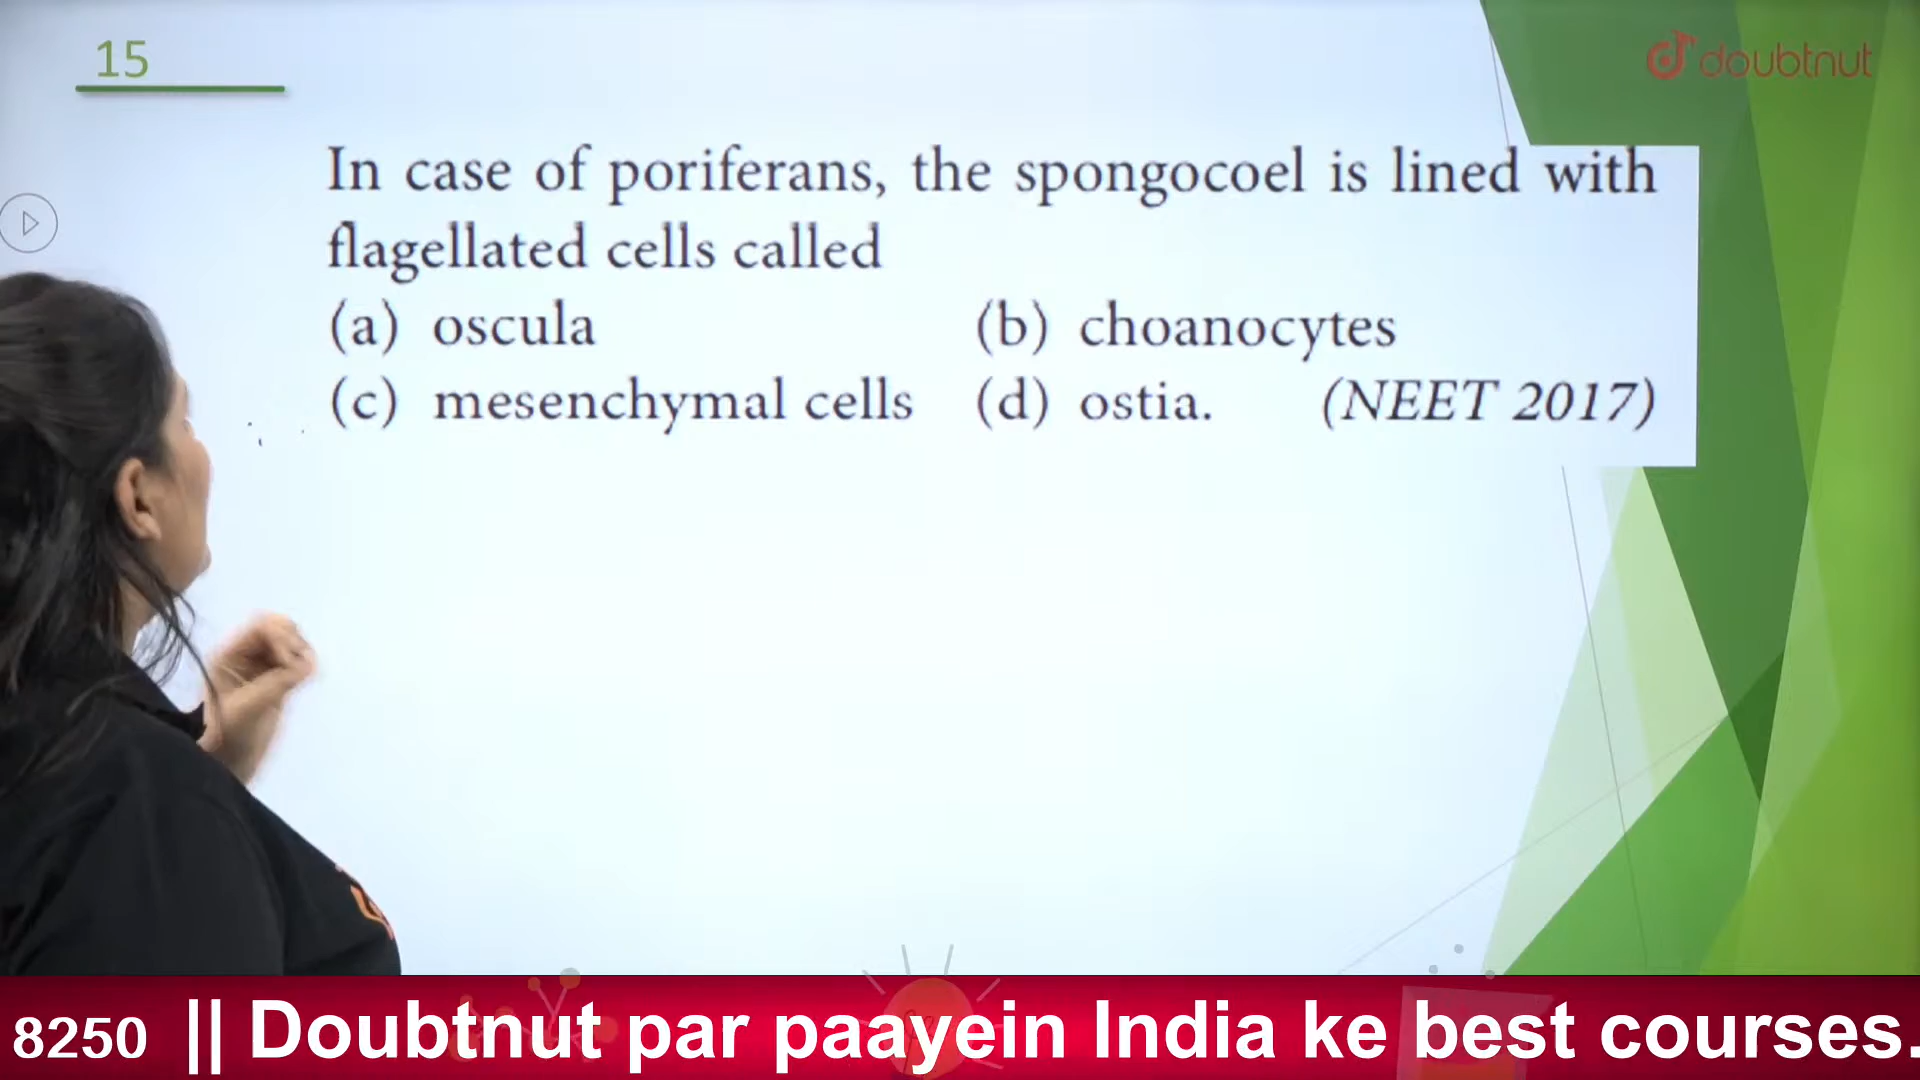 15
doubtnut
In case of poriferans, the spongocoel is lined with
flagellated cells called
(a) oscula (b) choanocytes
(c) mesenchymal cells (d) ostia. (NEET 2017)
8250 || Doubtnut par paayein India ke best courses.